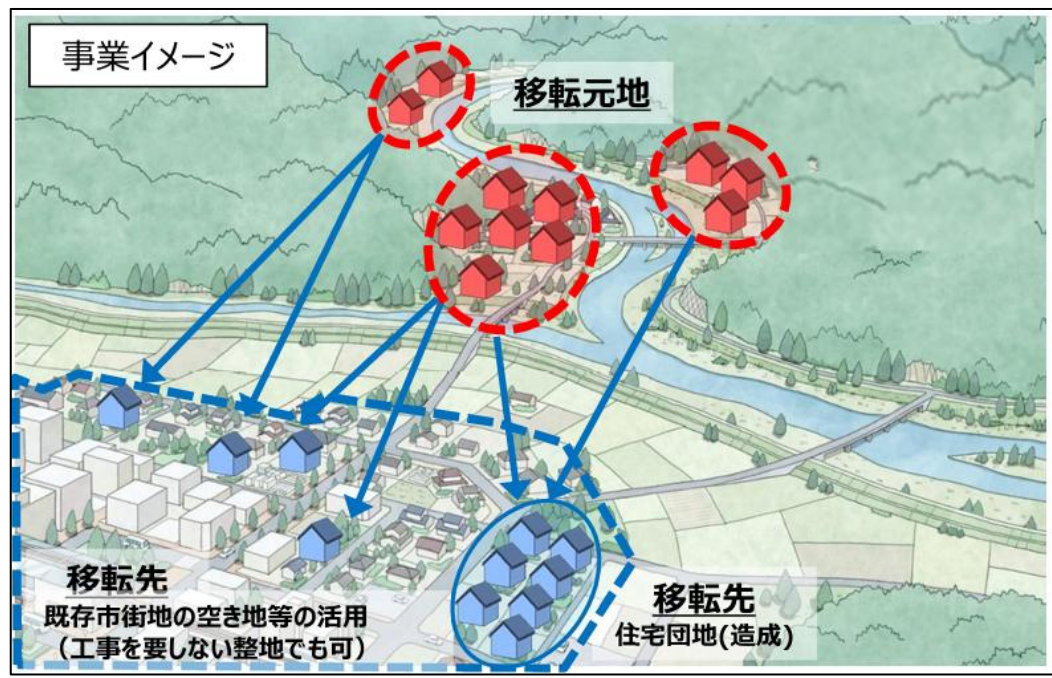 事業イメージ
移転元地
移転先
既存市街地の空き地等の活用
（工事を要しない整地でも可）
移転先
住宅団地(造成)